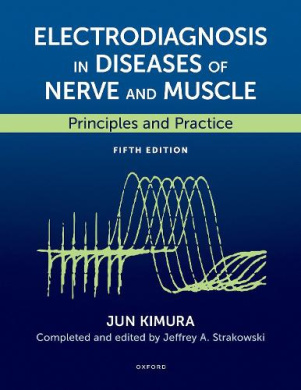 ELECTRODIAGNOSIS
IN DISEASES OF
NERVE AND MUSCLE
Principles and Practice
FIFTH EDITION
JUN KIMURA
Completed and edited by Jeffrey A. Strakowski
OXFORD